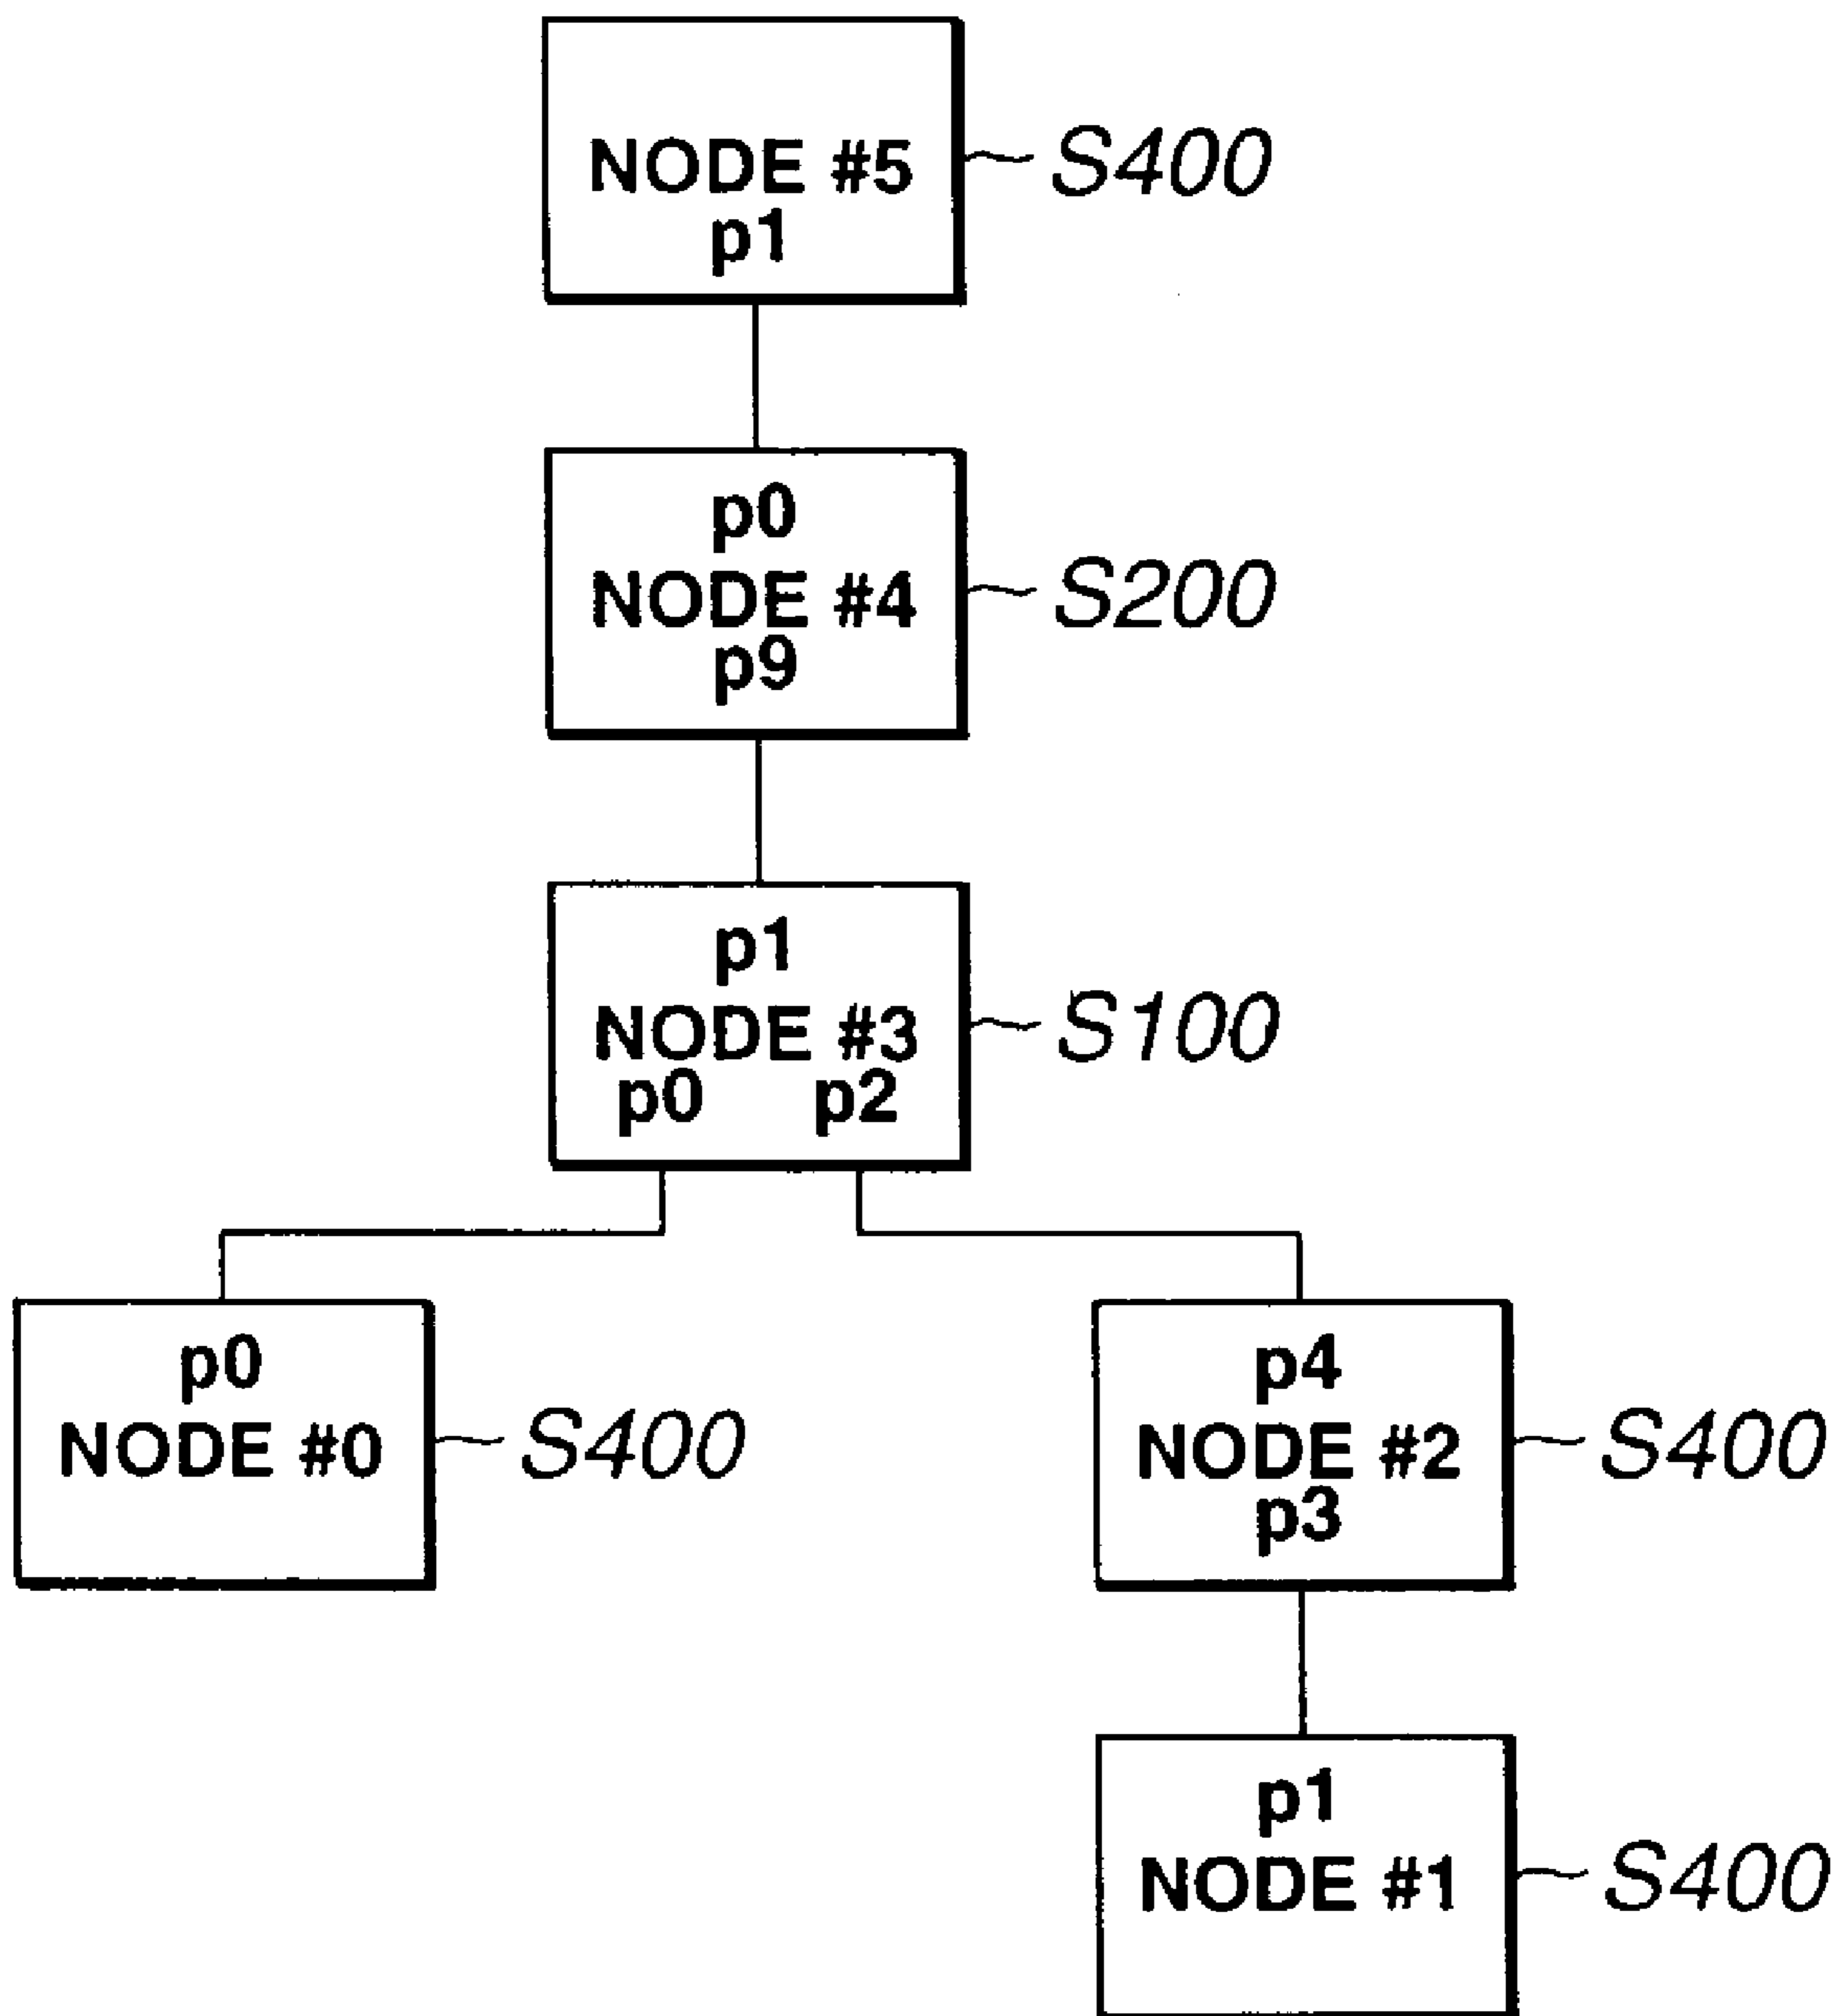 NODE #5 S400
p1
p0
NODE #4 S200
p9
p1
NODE #3 S100
p0 p2
p0
NODE #0 S400
p4
NODE #2 S400
p3
p1
NODE #1 S400